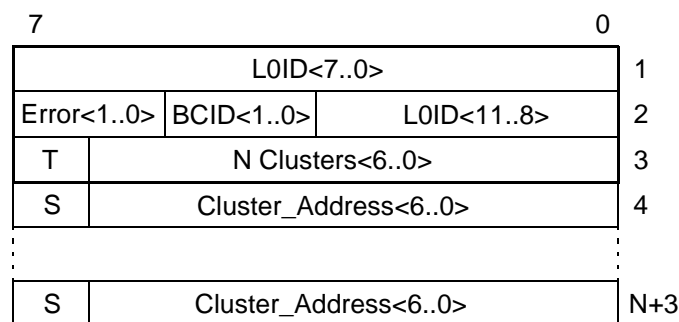 7 0
L0ID<7..0> 1
Error<1..0> BCID<1..0> L0ID<11..8> 2
T N Clusters<6..0> 3
S Cluster_Address<6..0> 4
S Cluster_Address<6..0> N+3